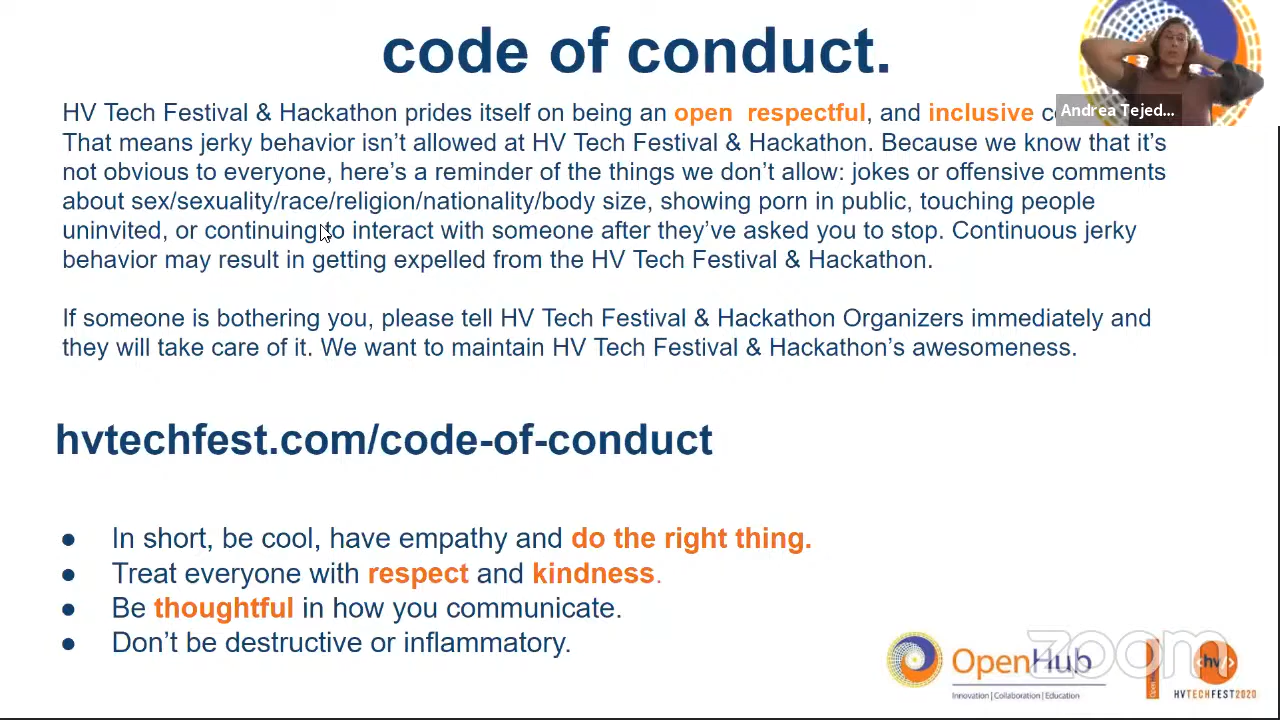 code of conduct.
HV Tech Festival & Hackathon prides itself on being an open  respectful, and inclusive
Andrea Tejed...
That means jerky behavior isn’t allowed at HV Tech Festival & Hackathon. Because we know that it’s
not obvious to everyone, here’s a reminder of the things we don’t allow: jokes or offensive comments
about sex/sexuality/race/religion/nationality/body size, showing porn in public, touching people
uninvited, or continuing to interact with someone after they’ve asked you to stop. Continuous jerky
behavior may result in getting expelled from the HV Tech Festival & Hackathon.
If someone is bothering you, please tell HV Tech Festival & Hackathon Organizers immediately and
they will take care of it. We want to maintain HV Tech Festival & Hackathon’s awesomeness.
hvtechfest.com/code-of-conduct
● In short, be cool, have empathy and do the right thing.
● Treat everyone with respect and kindness.
● Be thoughtful in how you communicate.
● Don’t be destructive or inflammatory.
OpenHub
Innovation | Collaboration | Education
zoom
<hv/>
HVTECHFEST2020